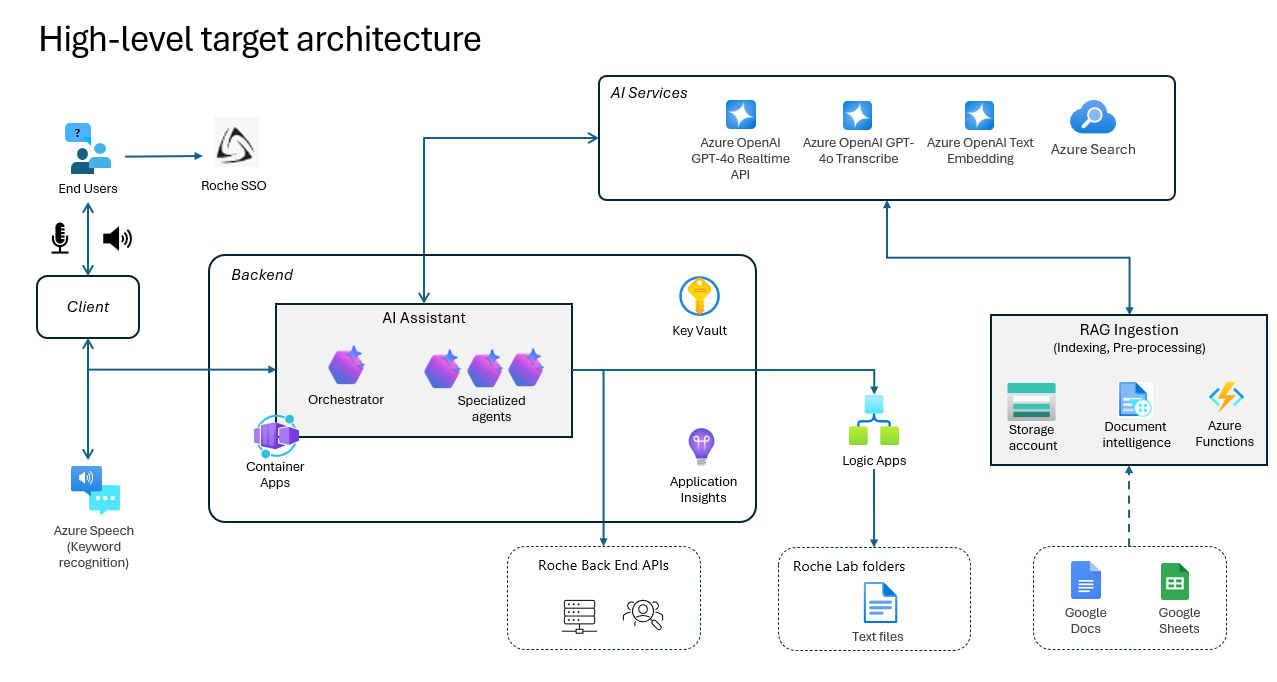 High-level target architecture
AI Services
Azure OpenAI
GPT-4o Realtime
API
Azure OpenAI GPT-
4o Transcribe
Azure OpenAI Text
Embedding
Azure Search
?
End Users
Roche SSO
Client
Backend
AI Assistant
Orchestrator
Specialized
agents
Container
Apps
Key Vault
Application
Insights
Logic Apps
RAG Ingestion
(Indexing, Pre-processing)
Storage
account
Document
intelligence
Azure
Functions
Azure Speech
(Keyword
recognition)
Roche Back End APIs
Roche Lab folders
Text files
Google
Docs
Google
Sheets